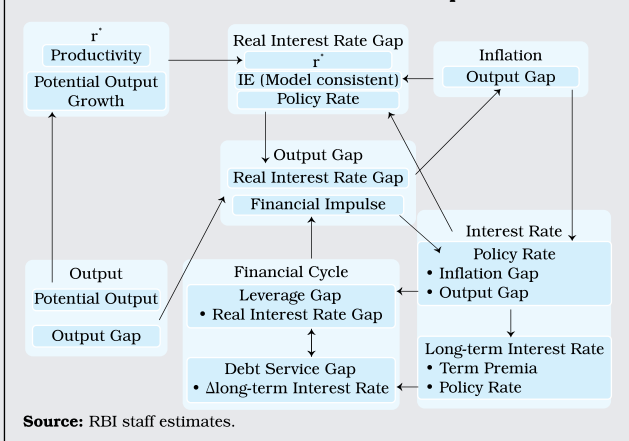 r*
Productivity
Potential Output
Growth
Real Interest Rate Gap
r*
IE (Model consistent)
Policy Rate
Inflation
Output Gap
Output Gap
Real Interest Rate Gap
Financial Impulse
Interest Rate
Policy Rate
• Inflation Gap
• Output Gap
Long-term Interest Rate
• Term Premia
• Policy Rate
Output
Potential Output
Output Gap
Financial Cycle
Leverage Gap
• Real Interest Rate Gap
Debt Service Gap
• Δlong-term Interest Rate
Source: RBI staff estimates.